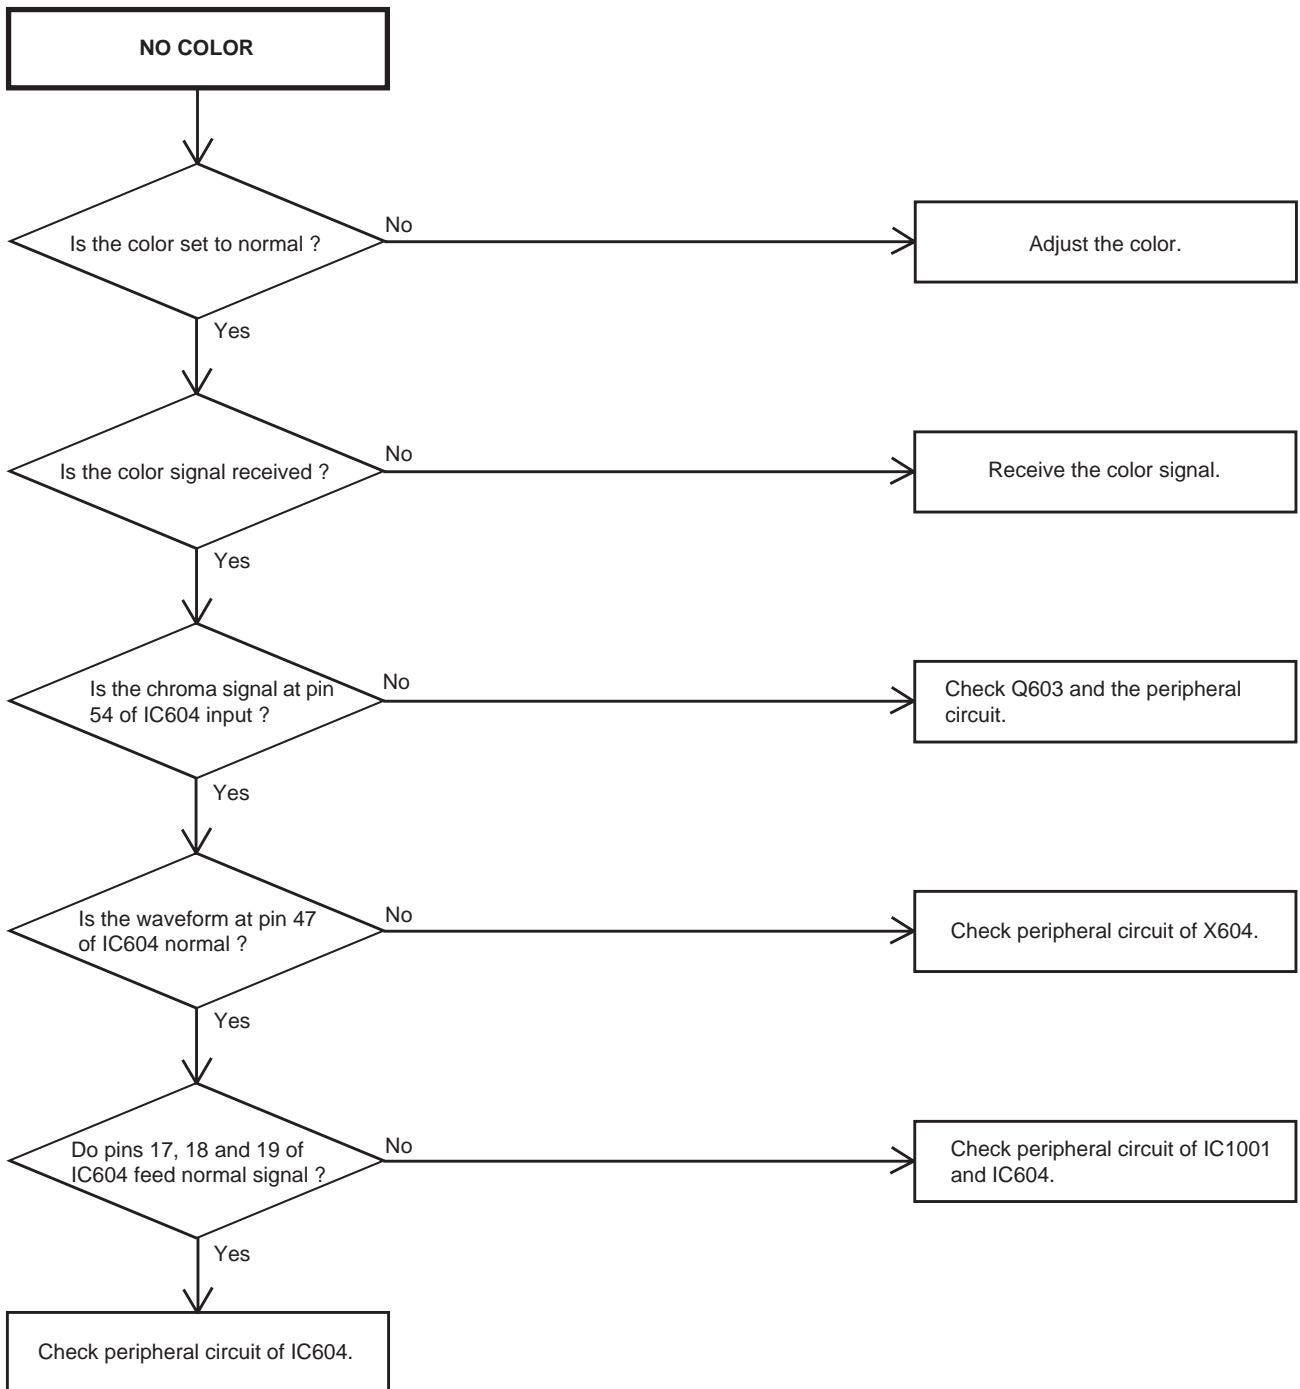 NO COLOR
Is the color set to normal ?
No
Adjust the color.
Yes
Is the color signal received ?
No
Receive the color signal.
Yes
Is the chroma signal at pin
54 of IC604 input ?
No
Check Q603 and the peripheral
circuit.
Yes
Is the waveform at pin 47
of IC604 normal ?
No
Check peripheral circuit of X604.
Yes
Do pins 17, 18 and 19 of
IC604 feed normal signal ?
No
Check peripheral circuit of IC1001
and IC604.
Yes
Check peripheral circuit of IC604.